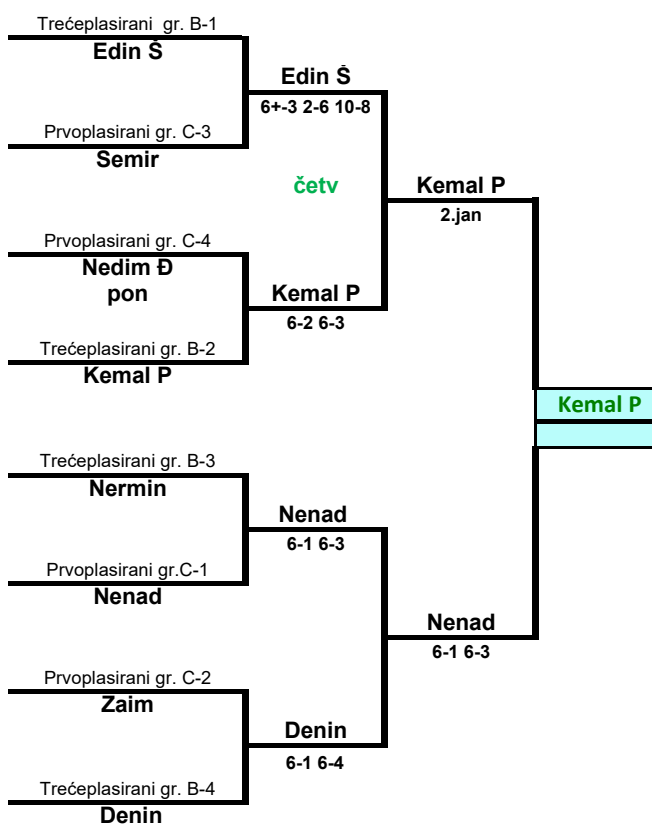 Trećeplasirani gr. B-1
Edin Š
Edin Š
6+-3 2-6 10-8
Prvoplasirani gr. C-3
Semir
četv
Kemal P
2.jan
Prvoplasirani gr. C-4
Nedim Đ
pon
Kemal P
6-2 6-3
Trećeplasirani gr. B-2
Kemal P
Kemal P
Trećeplasirani gr. B-3
Nermin
Nenad
6-1 6-3
Prvoplasirani gr.C-1
Nenad
Nenad
6-1 6-3
Prvoplasirani gr. C-2
Zaim
Denin
6-1 6-4
Trećeplasirani gr. B-4
Denin